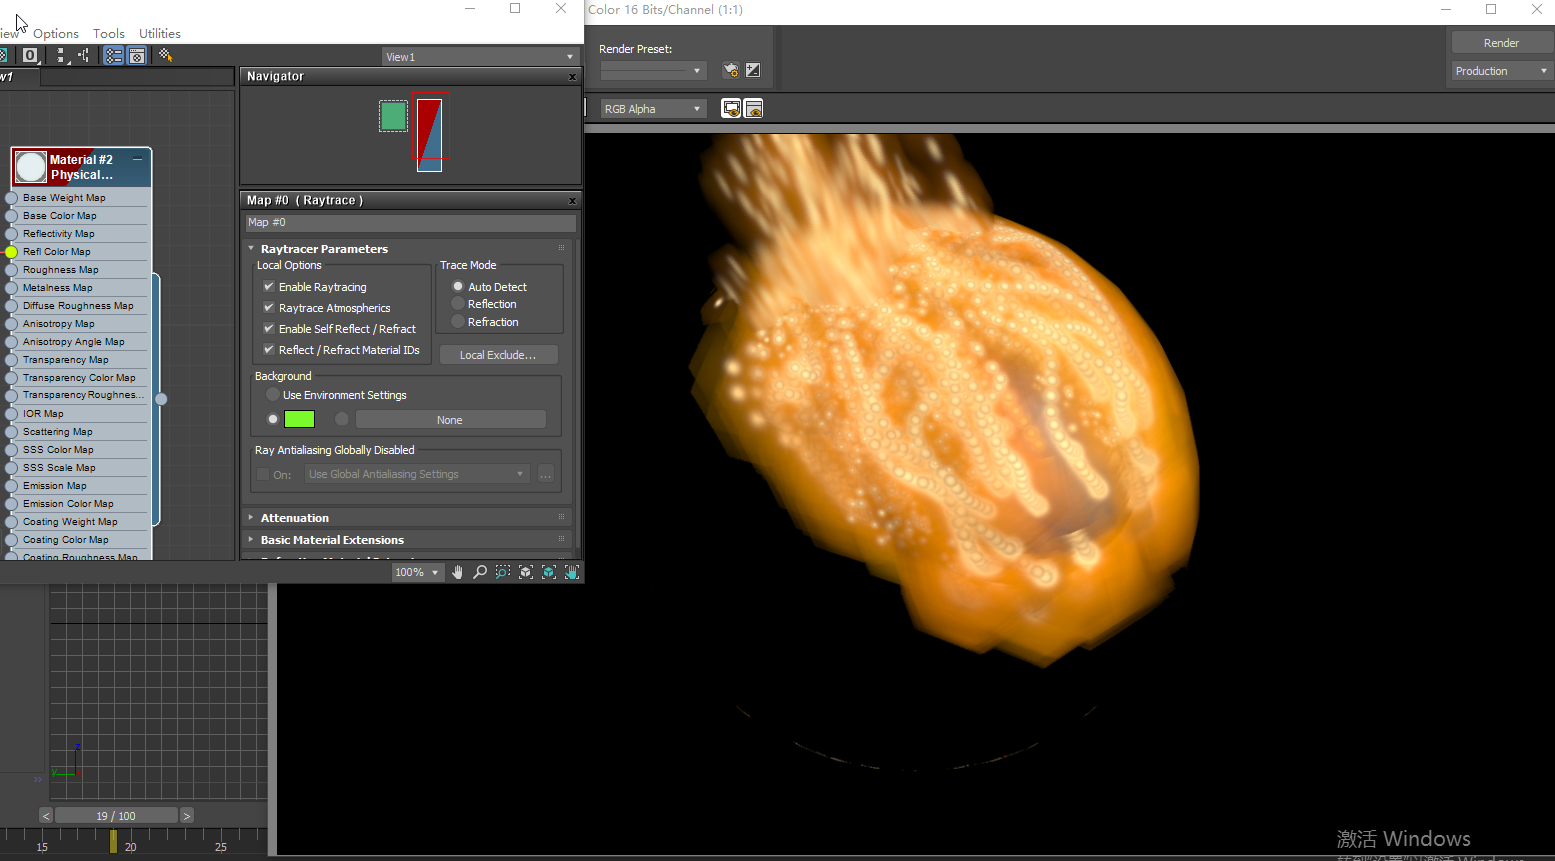 Color 16 Bits/Channel (1:1)
Options Tools Utilities
View1
Navigator
Material #2
Physical...
Base Weight Map
Base Color Map
Reflectivity Map
Refl Color Map
Roughness Map
Metalness Map
Diffuse Roughness Map
Anisotropy Map
Anisotropy Angle Map
Transparency Map
Transparency Color Map
Transparency Roughnes...
IOR Map
Scattering Map
SSS Color Map
SSS Scale Map
Emission Map
Emission Color Map
Coating Weight Map
Coating Color Map
Coating Roughness Map
Map #0 ( Raytrace )
Map #0
Raytracer Parameters
Local Options
Enable Raytracing
Raytrace Atmospherics
Enable Self Reflect / Refract
Reflect / Refract Material IDs
Trace Mode
Auto Detect
Reflection
Refraction
Local Exclude...
Background
Use Environment Settings
None
Ray Antialiasing Globally Disabled
On: Use Global Antialiasing Settings ...
Attenuation
Basic Material Extensions
100%
Render Preset:
Render
Production
RGB Alpha
< 19 / 100 >
15 20 25
激活 Windows